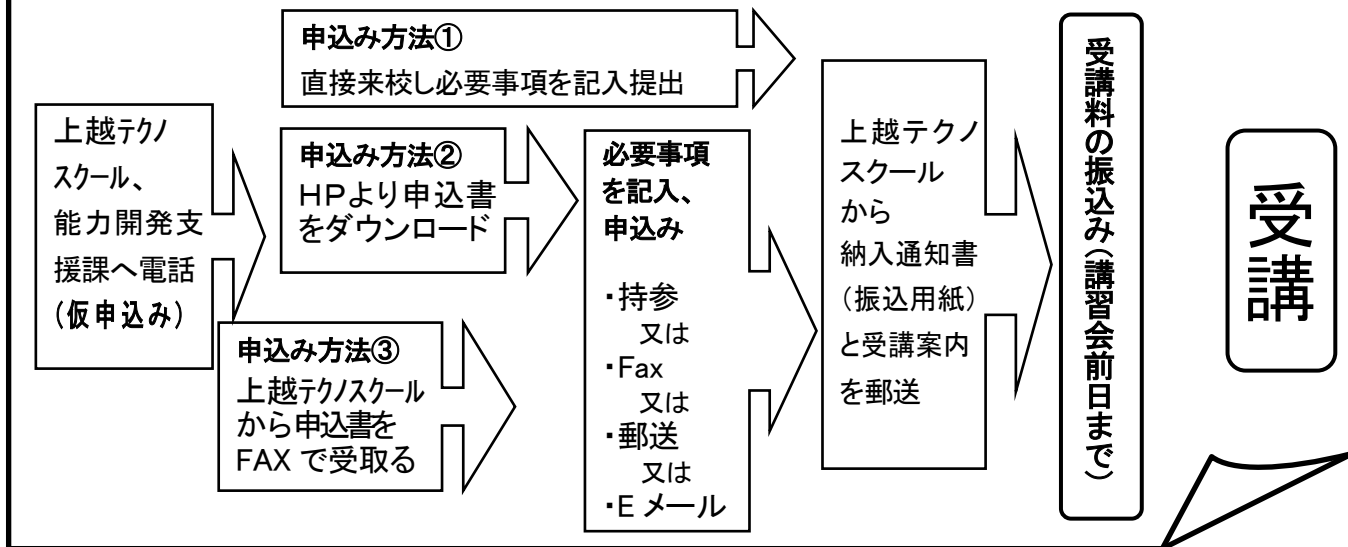 上越テクノ
スクール、
能力開発支
援課へ電話
(仮申込み)
申込み方法①
直接来校し必要事項を記入提出
申込み方法②
HPより申込書
をダウンロード
申込み方法③
上越テクノスクール
から申込書を
FAX で受取る
必要事項
を記入、
申込み
・持参
又は
・Fax
又は
・郵送
又は
・E メール
上越テクノ
スクール
から
納入通知書
(振込用紙)
と受講案内
を郵送
受講料の振込み(講習会前日まで)
受講